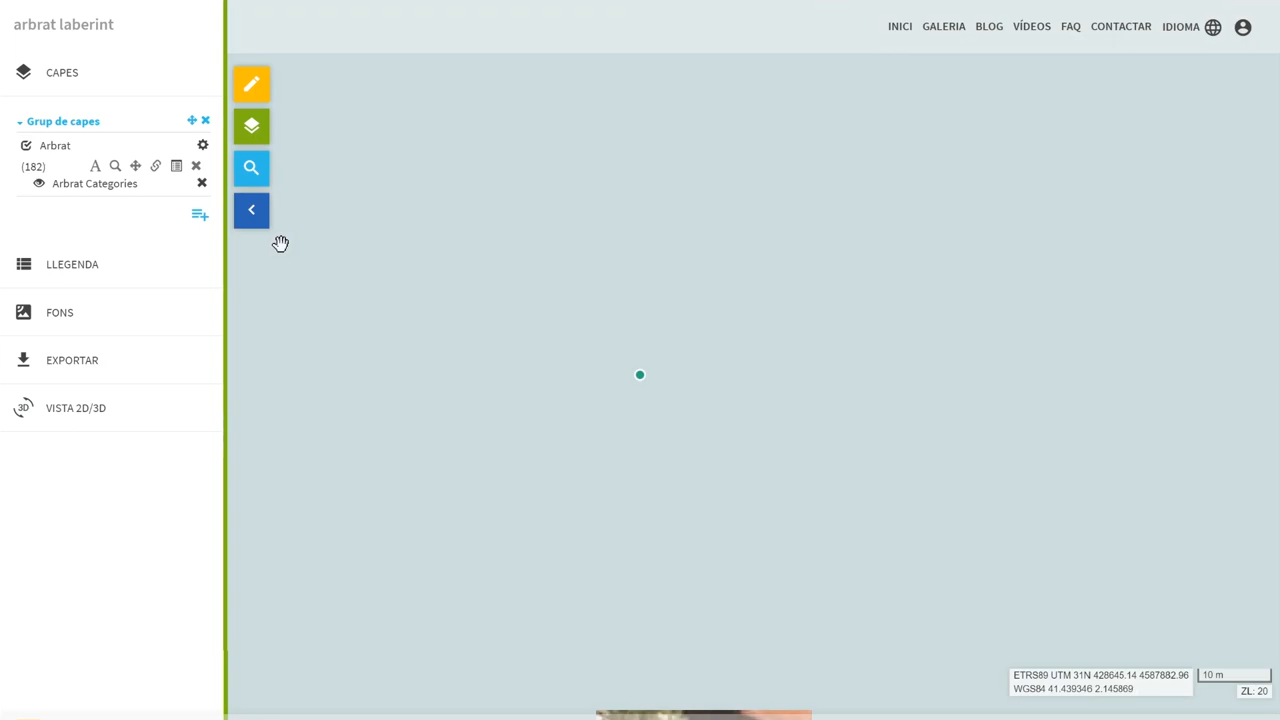 arbrat laberint
INICI GALERIA BLOG VÍDEOS FAQ CONTACTAR IDIOMA
CAPES
Grup de capes
Arbrat
(182) A
Arbrat Categories
LLEGENDA
FONS
EXPORTAR
3D VISTA 2D/3D
ETRS89 UTM 31N 428645.14 4587882.96
WGS84 41.439346 2.145869
10 m
ZL: 20